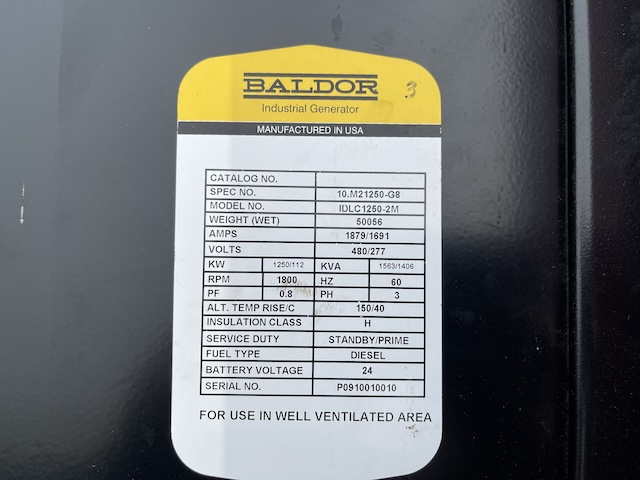 BALDOR 3
Industrial Generator
MANUFACTURED IN USA
CATALOG NO.
SPEC NO. 10.M21250-G8
MODEL NO. IDLC1250-2M
WEIGHT (WET) 50056
AMPS 1879/1691
VOLTS 480/277
KW 1250/112 KVA 1563/1406
RPM 1800 HZ 60
PF 0.8 PH 3
ALT. TEMP RISE/C 150/40
INSULATION CLASS H
SERVICE DUTY STANDBY/PRIME
FUEL TYPE DIESEL
BATTERY VOLTAGE 24
SERIAL NO. P0910010010
FOR USE IN WELL VENTILATED AREA